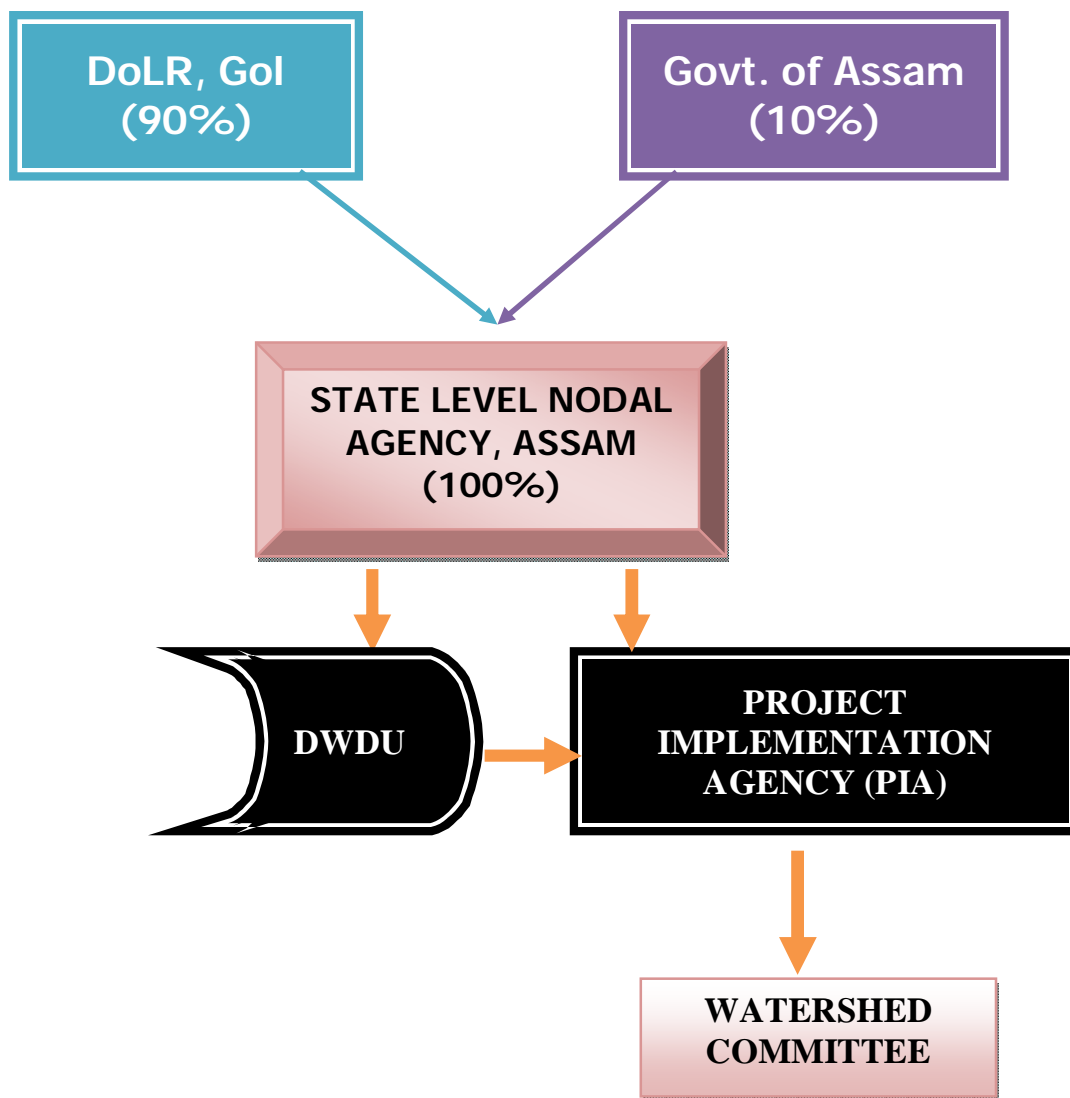 DoLR, GoI
(90%)
Govt. of Assam
(10%)
STATE LEVEL NODAL
AGENCY, ASSAM
(100%)
DWDU
PROJECT
IMPLEMENTATION
AGENCY (PIA)
WATERSHED
COMMITTEE